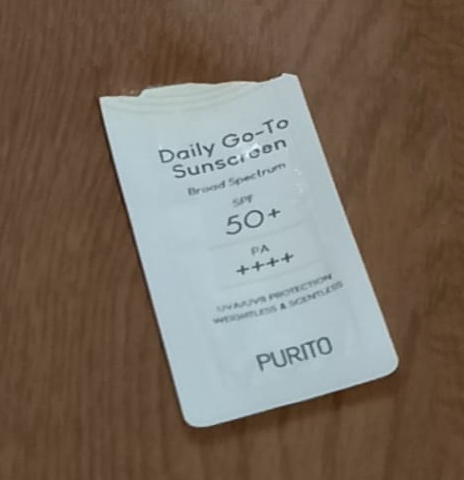 Daily Go-To
Sunscreen
Broad Spectrum
SPF
50+
PA
++++
UVA/UVB PROTECTION
WEIGHTLESS & SCENTLESS
PURITO